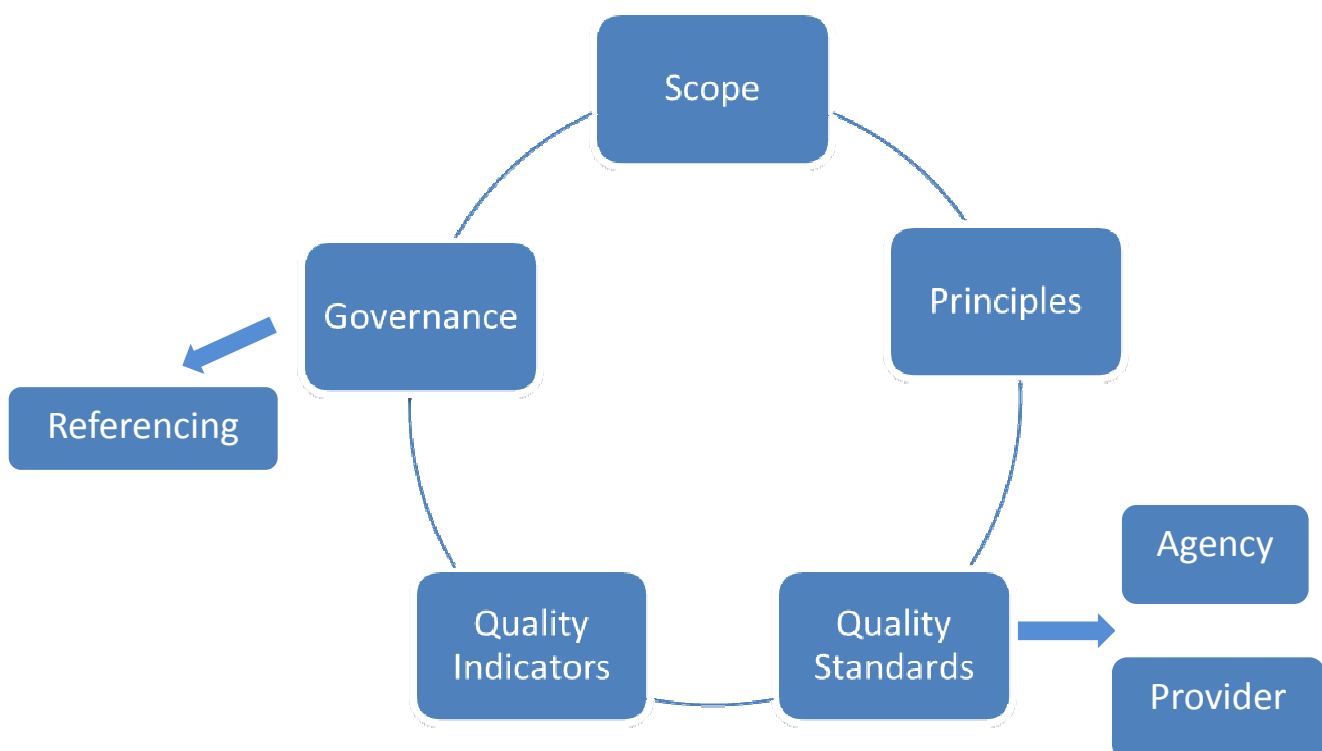 Scope
Principles
Governance
Referencing
Agency
Quality
Indicators
Quality
Standards
Provider